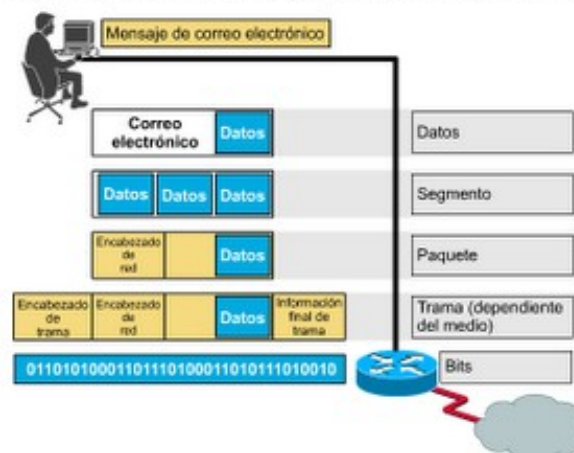 Mensaje de correo electrónico
Correo
electrónico
Datos
Datos
Datos
Datos
Datos
Segmento
Encabezado
de
red
Datos
Paquete
Encabezado
de
trama
Encabezado
de
red
Datos
Información
final de
trama
Trama (dependiente
del medio)
011010100011011101000110101110010010
Bits